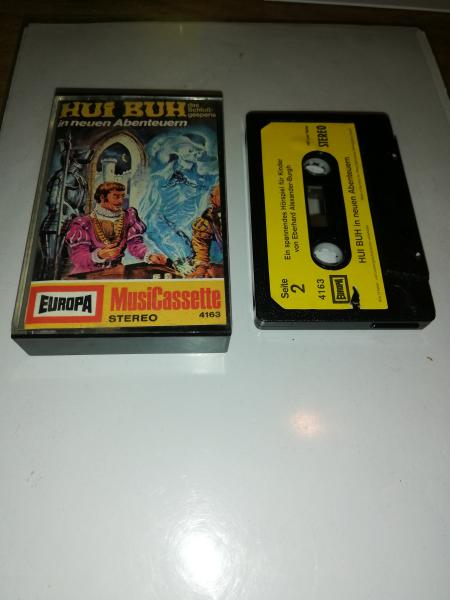 HUI BUH
das
Schloß-
gespenst
in neuen Abenteuern
EUROPA
MusiCassette
STEREO
4163
STEREO
Ein spannendes Hörspiel für Kinder
von Eberhard Alexander-Burgh
Seite
2
4163
EUROPA
HUI BUH in neuen Abenteuern